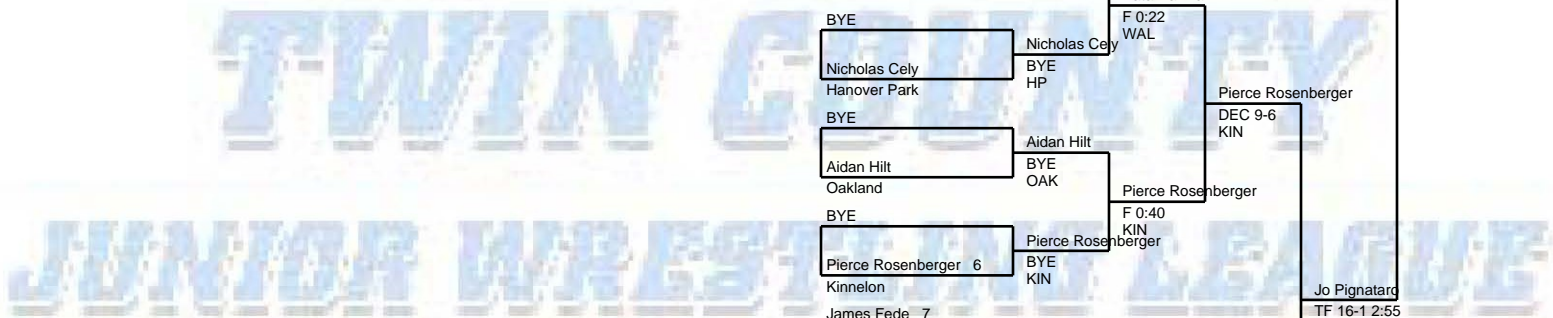 TWIN COUNTY
JUNIOR WRESTLING LEAGUE
BYE
Nicholas Cely
Hanover Park
BYE
Aidan Hilt
Oakland
BYE
Pierce Rosenberger 6
Kinnelon
James Fede 7
Nicholas Cely
BYE
HP
Aidan Hilt
BYE
OAK
Pierce Rosenberger
BYE
KIN
F 0:22
WAL
Pierce Rosenberger
F 0:40
KIN
Pierce Rosenberger
DEC 9-6
KIN
Jo Pignataro
TF 16-1 2:55